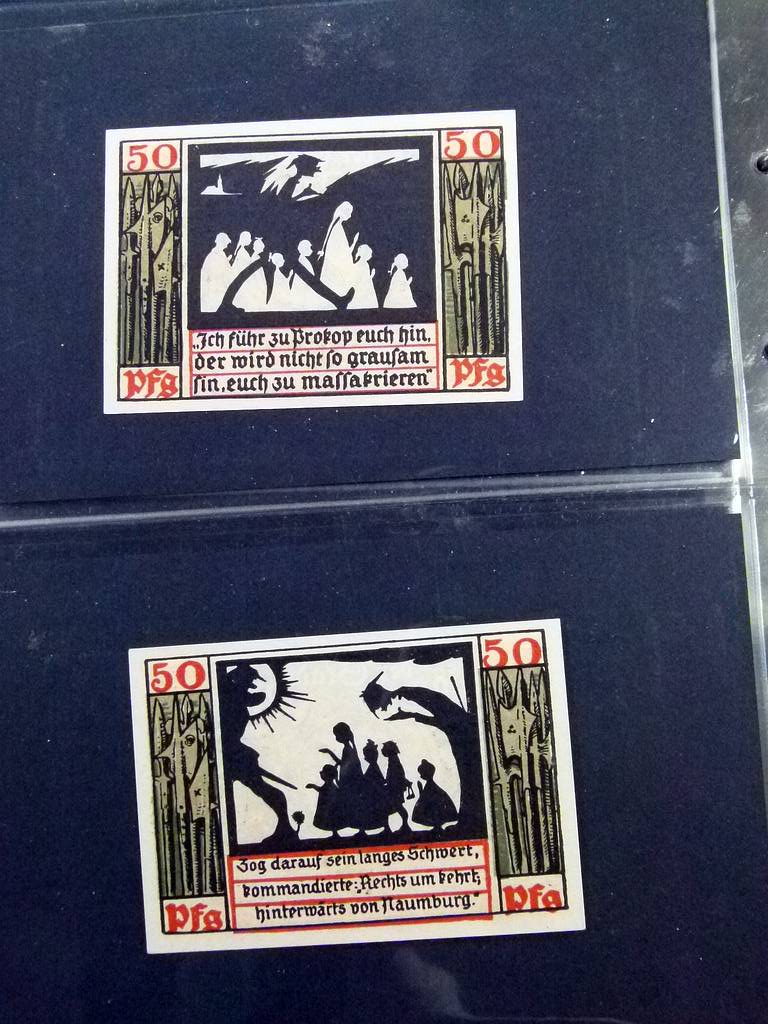 50
50
„Ich führ zu Prokop euch hin,
der wird nicht so grausam
sin, euch zu massakrieren"
Pfg
Pfg
50
50
Zog darauf sein langes Schwert,
kommandierte: „Rechts um kehrt,
hinterwärts von Naumburg."
Pfg
Pfg